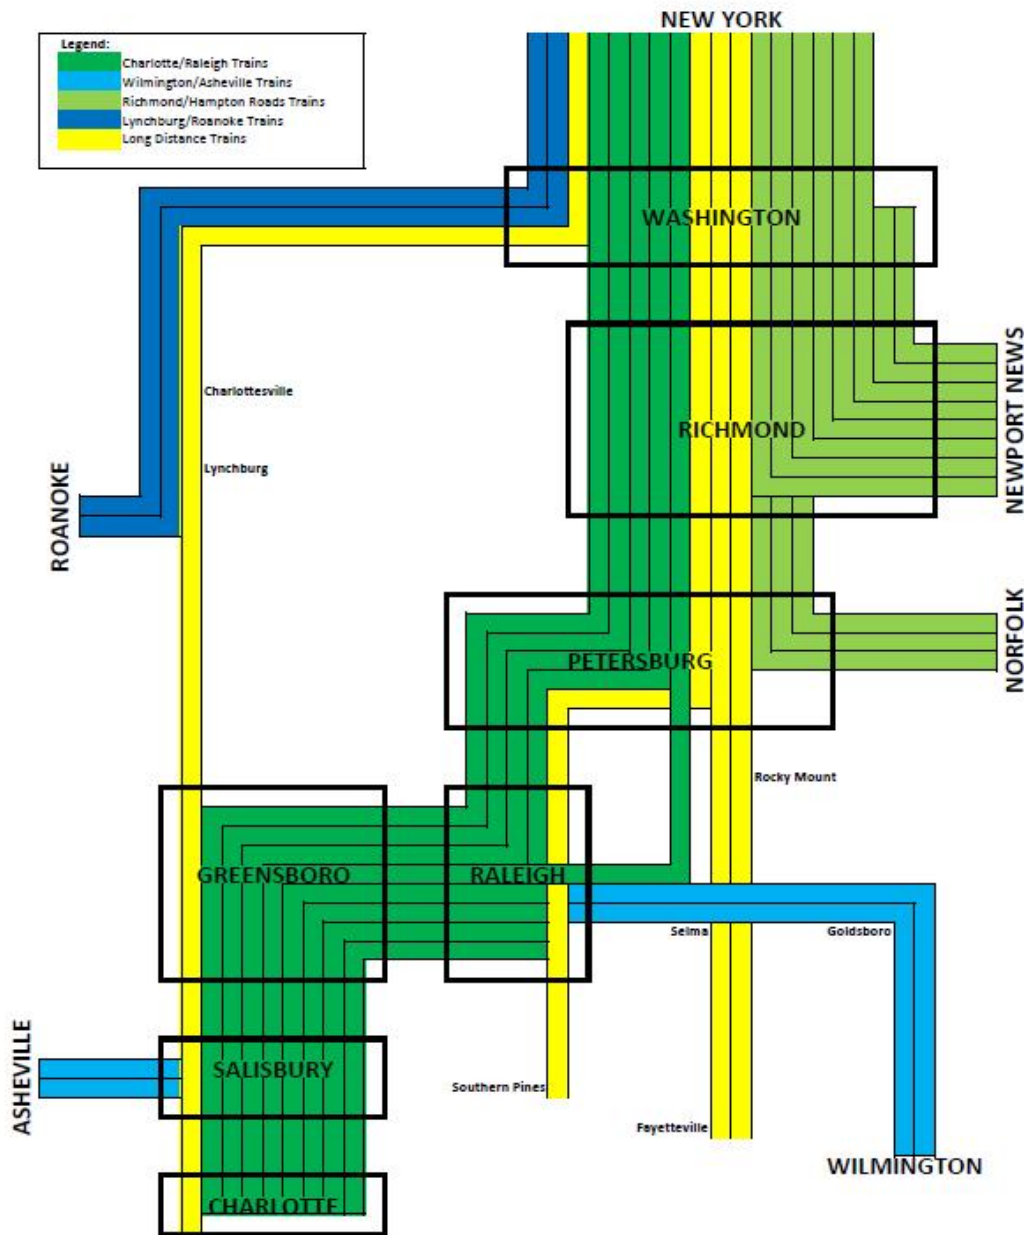 NEW YORK
Legend:
Charlotte/Raleigh Trains
Wilmington/Asheville Trains
Richmond/Hampton Roads Trains
Lynchburg/Roanoke Trains
Long Distance Trains
WASHINGTON
NEWPORT NEWS
Charlottesville
RICHMOND
Lynchburg
ROANOKE
NORFOLK
PETERSBURG
Rocky Mount
GREENSBORO
RALEIGH
Selma
Goldsboro
ASHEVILLE
SALISBURY
Southern Pines
Fayetteville
WILMINGTON
CHARLOTTE